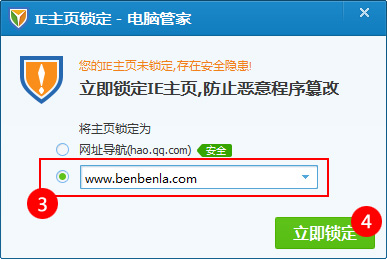 IE主页锁定 - 电脑管家
您的IE主页未锁定,存在安全隐患!
立即锁定IE主页,防止恶意程序篡改
将主页锁定为
网址导航(hao.qq.com) 安全
www.benbenla.com
3
立即锁定 4